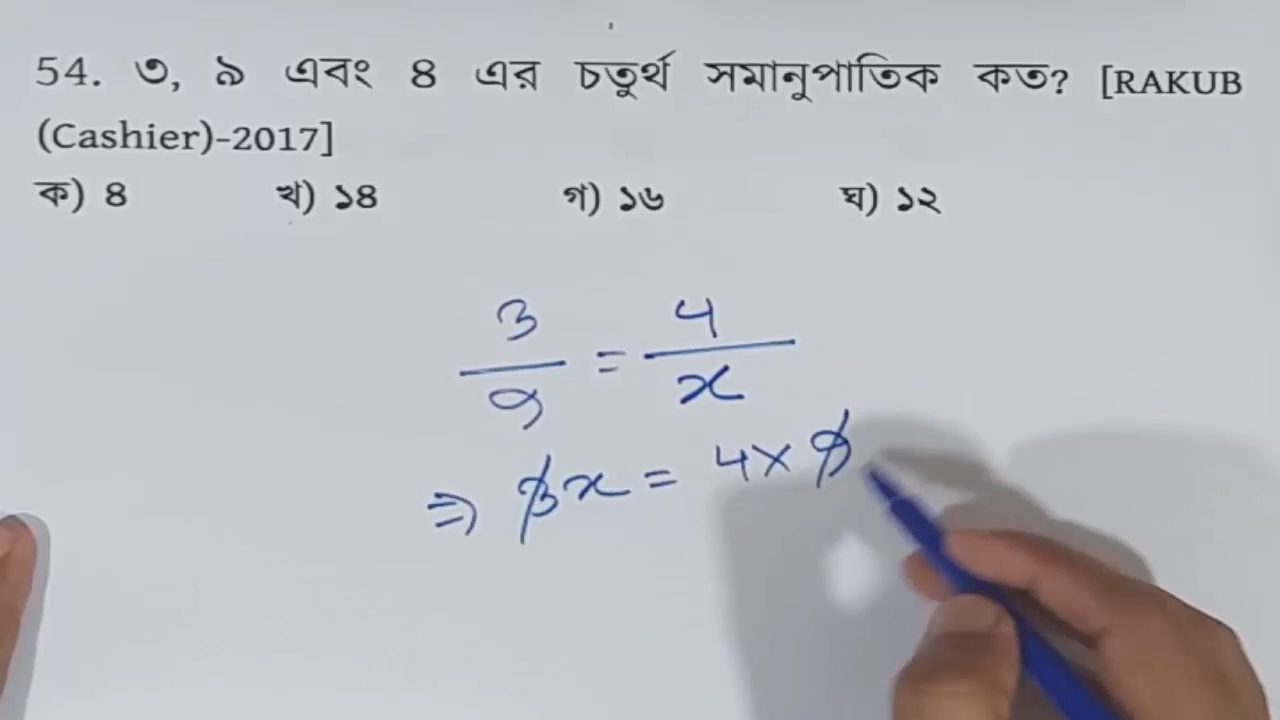 54. ৩, ৯ এবং ৪ এর চতুর্থ সমানুপাতিক কত? [RAKUB
(Cashier)-2017]
ক) ৪ খ) ১৪ গ) ১৬ ঘ) ১২
3/9 = 4/x
⇒ 3x = 4×9